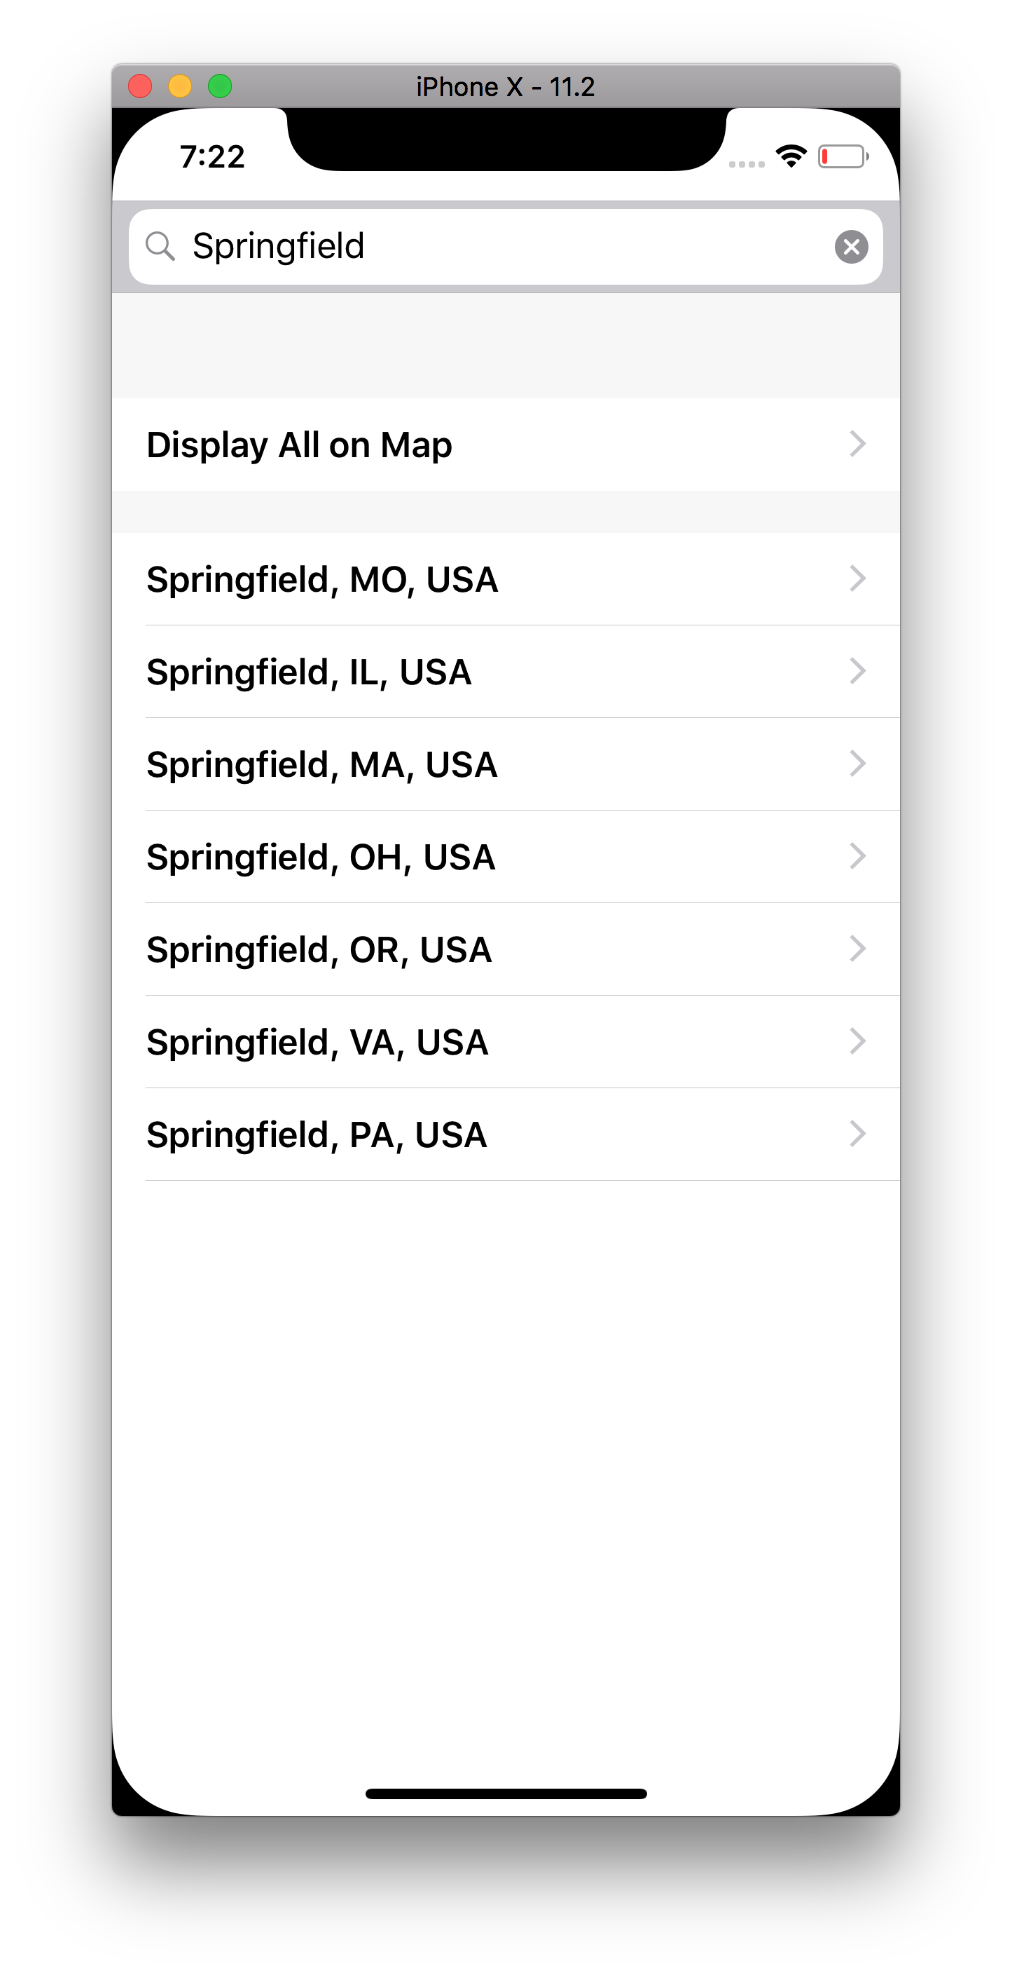 iPhone X - 11.2
7:22
Springfield
Display All on Map
Springfield, MO, USA
Springfield, IL, USA
Springfield, MA, USA
Springfield, OH, USA
Springfield, OR, USA
Springfield, VA, USA
Springfield, PA, USA